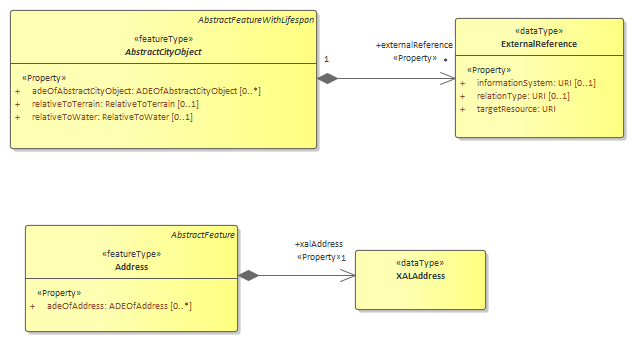 AbstractFeatureWithLifespan
«featureType»
AbstractCityObject
«Property»
+ adeOfAbstractCityObject: ADEOfAbstractCityObject [0..*]
+ relativeToTerrain: RelativeToTerrain [0..1]
+ relativeToWater: RelativeToWater [0..1]
1
+externalReference
«Property» *
«dataType»
ExternalReference
«Property»
+ informationSystem: URI [0..1]
+ relationType: URI [0..1]
+ targetResource: URI
AbstractFeature
«featureType»
Address
«Property»
+ adeOfAddress: ADEOfAddress [0..*]
+xalAddress
«Property»1
«dataType»
XALAddress